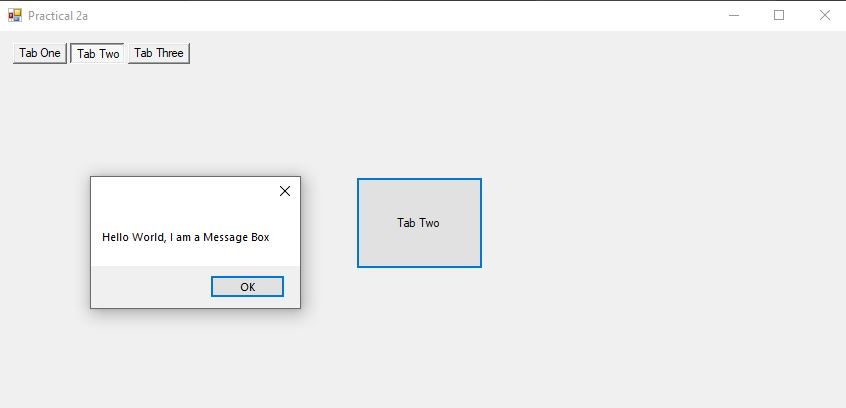 Practical 2a
Tab One Tab Two Tab Three
Tab Two
Hello World, I am a Message Box
OK